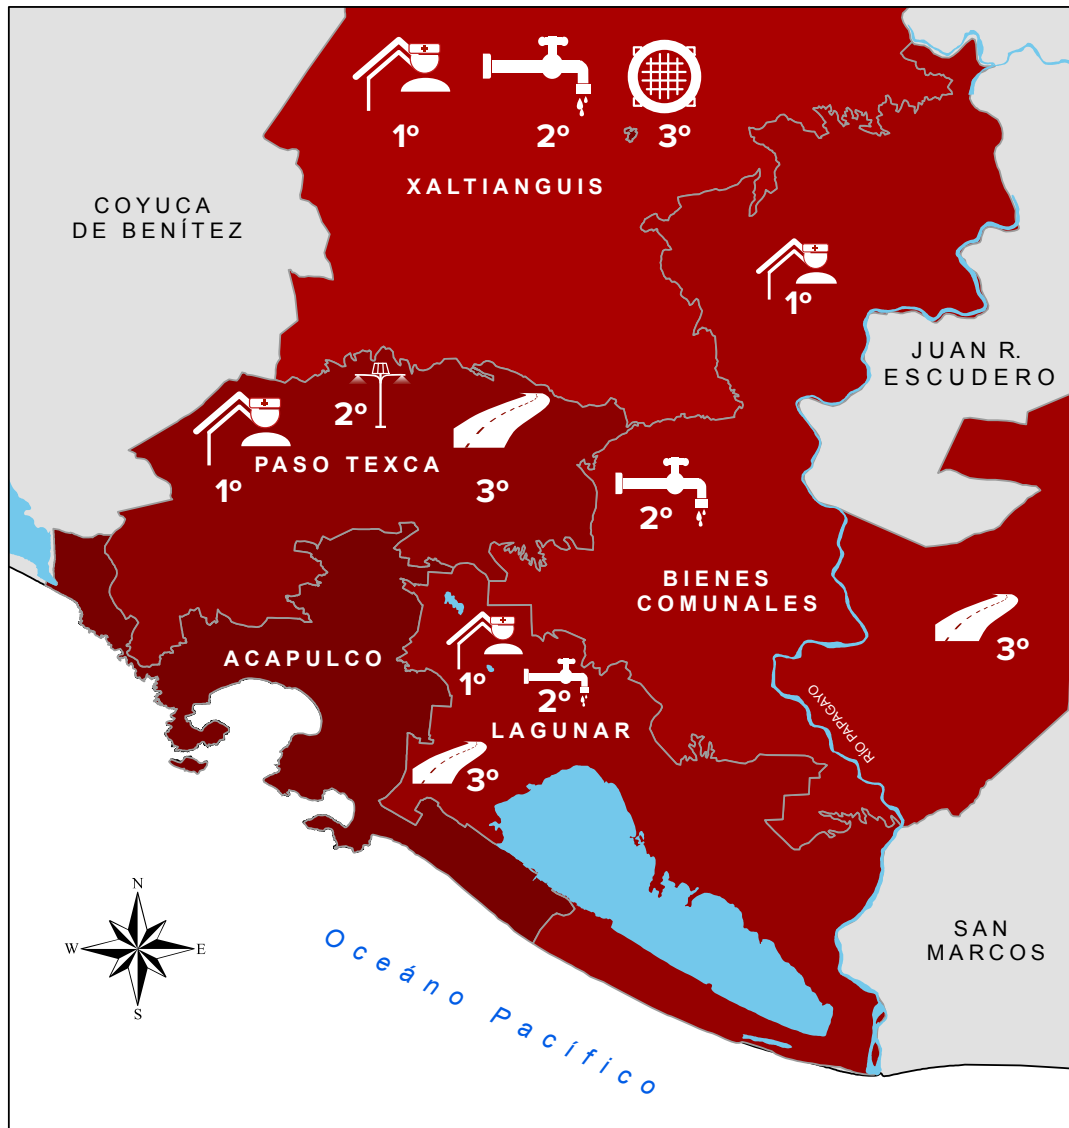 1º 2º 3º
XALTIANGUIS
COYUCA
DE BENÍTEZ
1º
JUAN R.
ESCUDERO
2º
PASO TEXCA
1º
3º
2º
BIENES
COMUNALES
3º
ACAPULCO
1º
2º
LAGUNAR
3º
RÍO PAPAGAYO
N
W E
S
SAN
MARCOS
Oceáno Pacífico